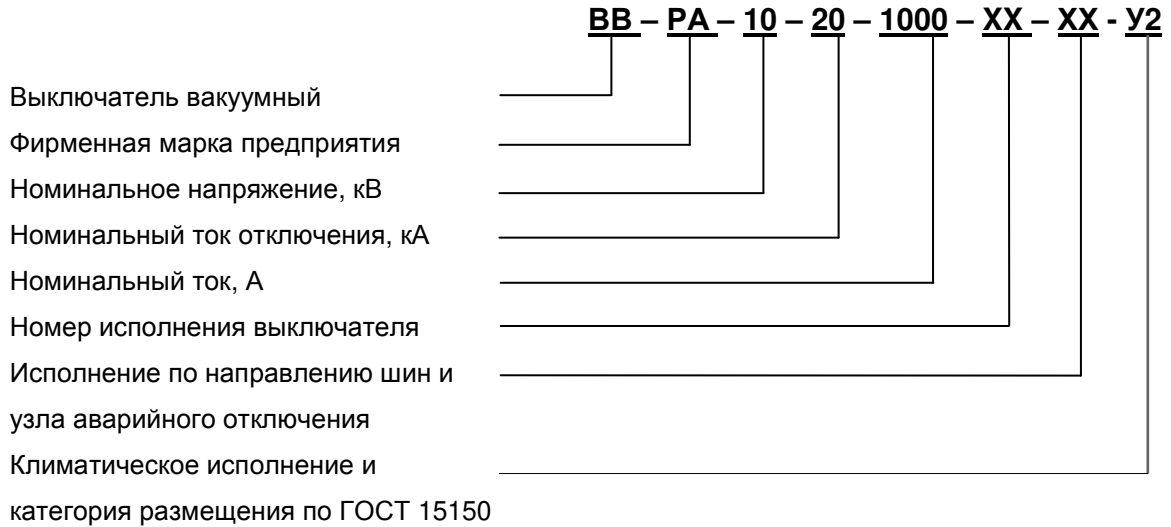 ВВ – РА – 10 – 20 – 1000 – ХХ – ХХ - У2
Выключатель вакуумный
Фирменная марка предприятия
Номинальное напряжение, кВ
Номинальный ток отключения, кА
Номинальный ток, А
Номер исполнения выключателя
Исполнение по направлению шин и
узла аварийного отключения
Климатическое исполнение и
категория размещения по ГОСТ 15150